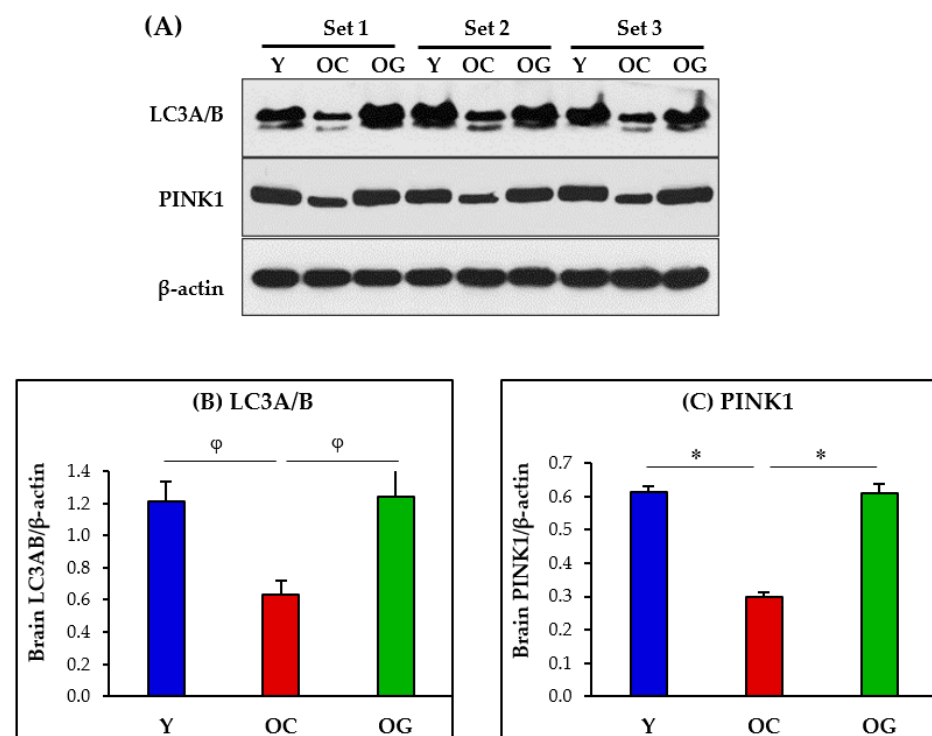 (A)
Set 1 Set 2 Set 3
Y OC OG Y OC OG Y OC OG
LC3A/B
PINK1
β-actin
(B) LC3A/B
φ φ
Brain LC3AB/β-actin
1.4
1.2
1.0
0.8
0.6
0.4
0.2
0.0
Y OC OG
(C) PINK1
* *
Brain PINK1/β-actin
0.7
0.6
0.5
0.4
0.3
0.2
0.1
0.0
Y OC OG